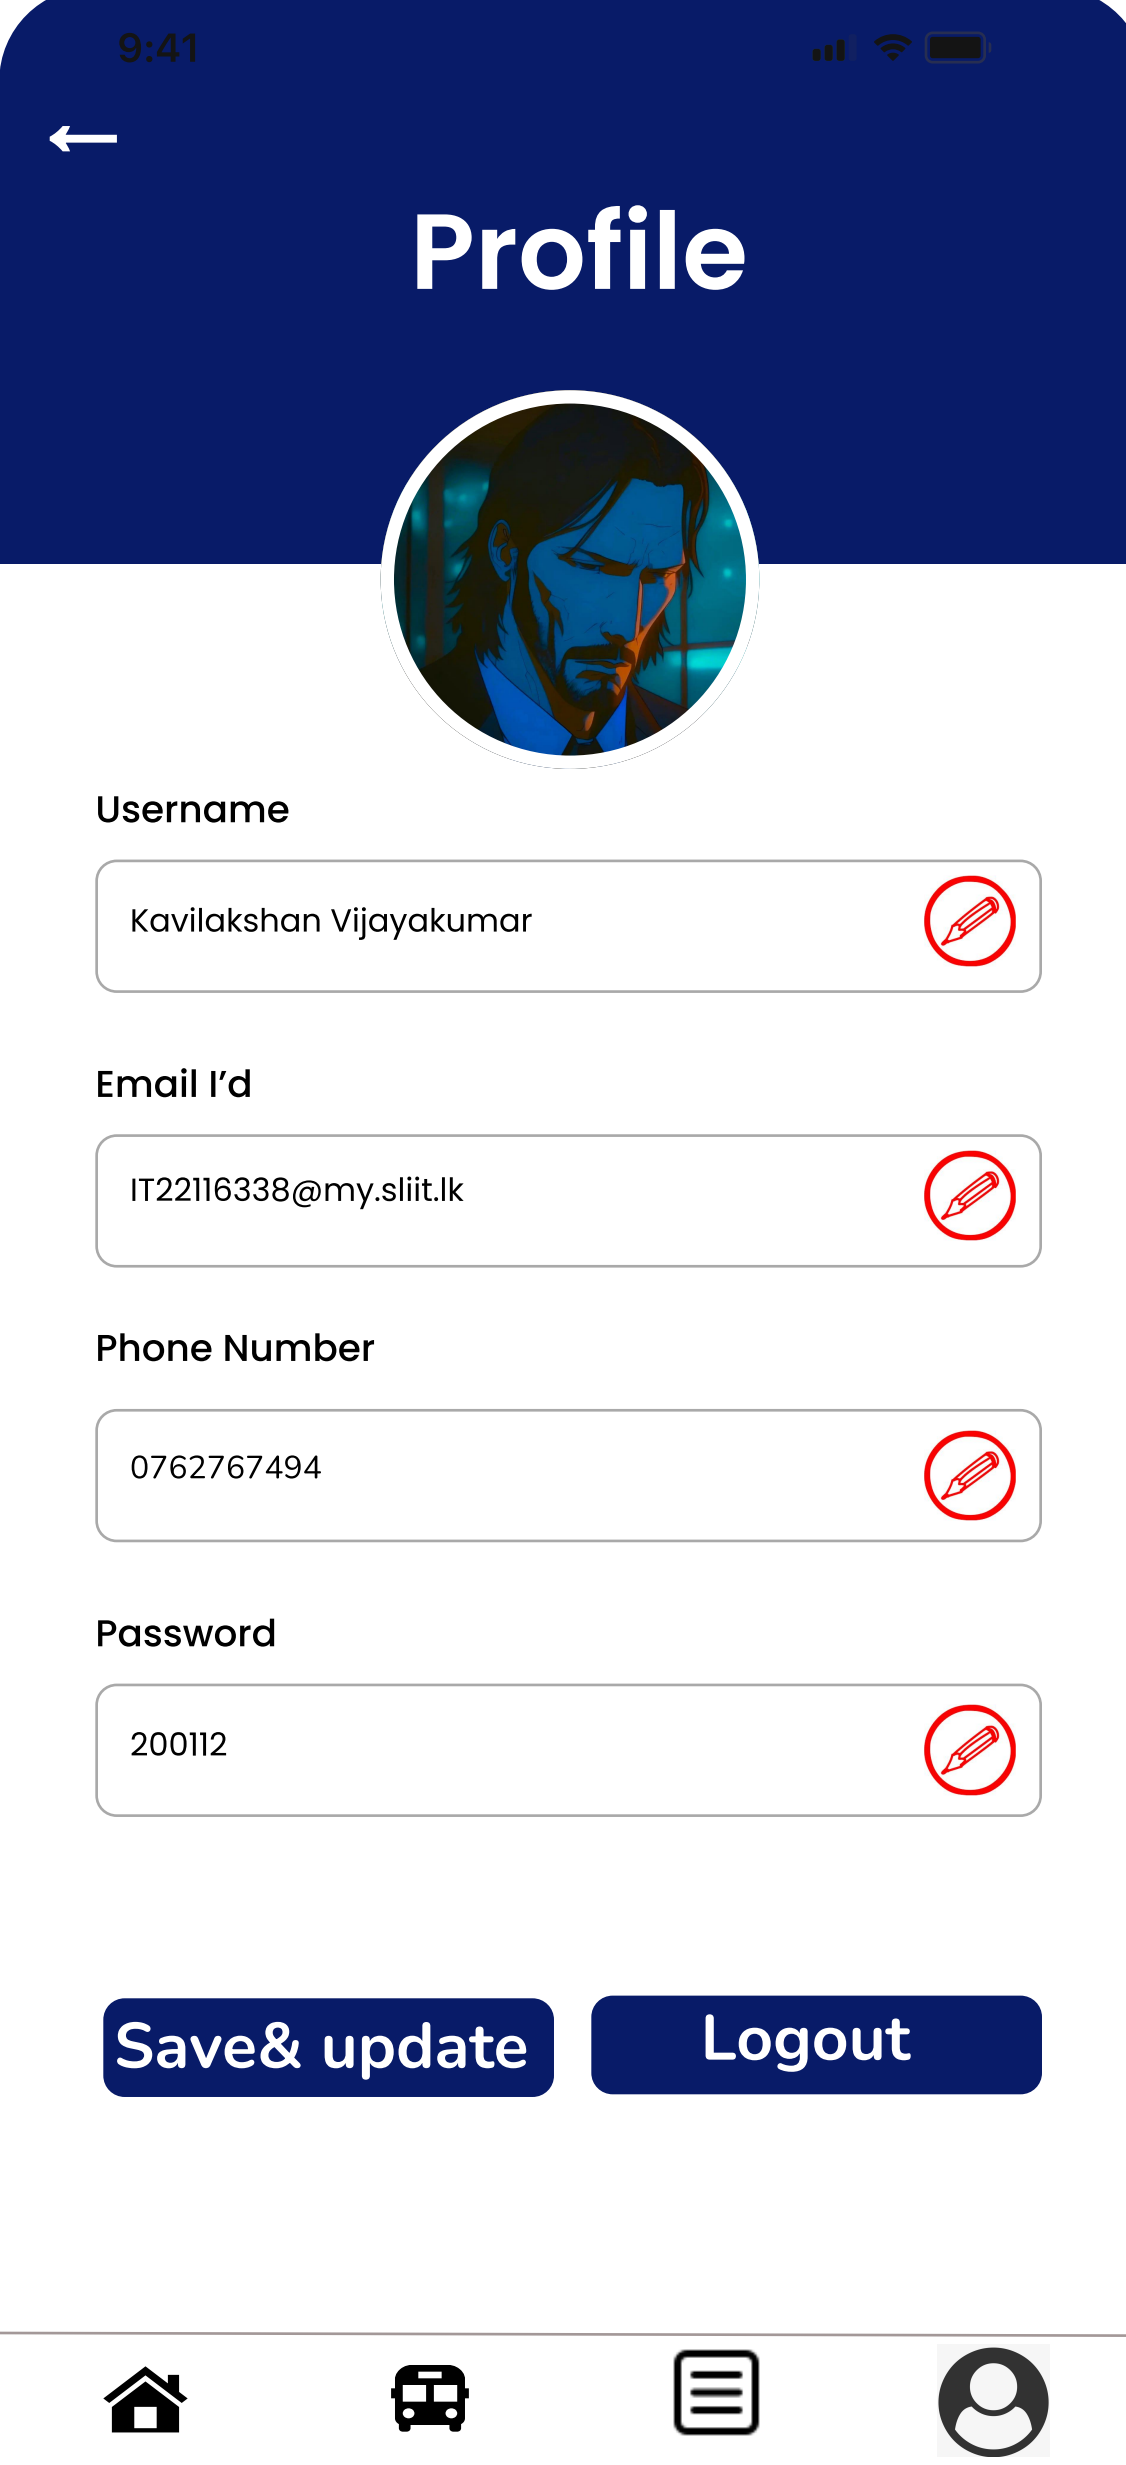 9:41
Profile
Username
Kavilakshan Vijayakumar
Email I’d
IT22116338@my.sliit.lk
Phone Number
0762767494
Password
200112
Save& update
Logout